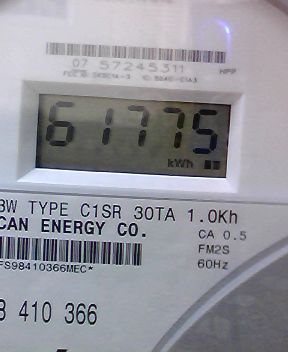 07 57245311
61775
kWh
3W TYPE C1SR 30TA 1.0Kh
CAN ENERGY CO.
CA 0.5
FM2S
60Hz
FS98410366MEC*
8 410 366